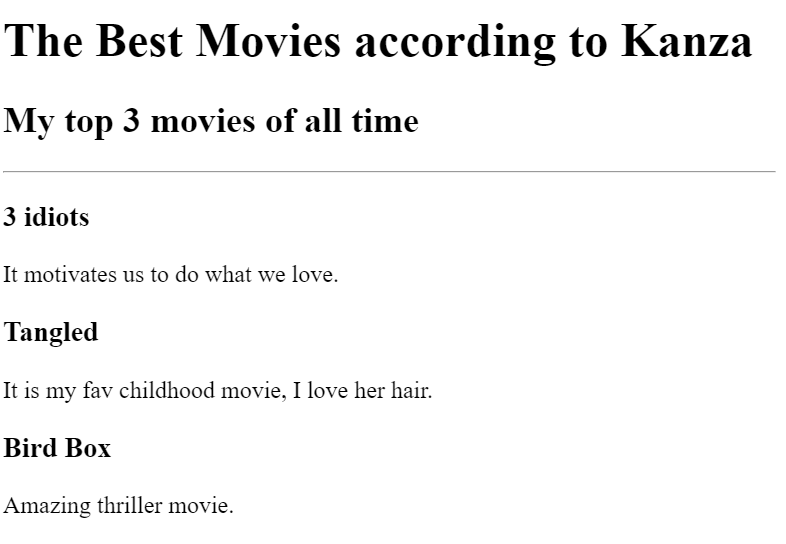 The Best Movies according to Kanza
My top 3 movies of all time
3 idiots
It motivates us to do what we love.
Tangled
It is my fav childhood movie, I love her hair.
Bird Box
Amazing thriller movie.